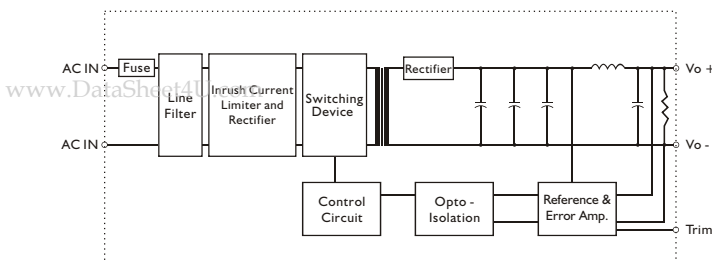 AC IN
Fuse
Line
Filter
Inrush Current
Limiter and
Rectifier
Switching
Device
Rectifier
Vo +
www.DataSheet4U.com
AC IN
Vo -
Control
Circuit
Opto -
Isolation
Reference &
Error Amp.
Trim